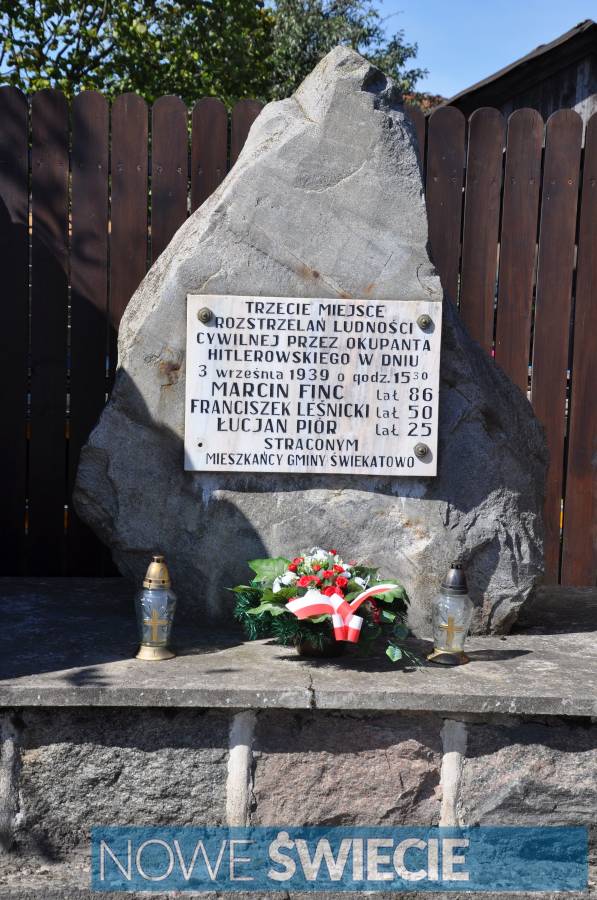 TRZECIE MIEJSCE
ROZSTRZELAŃ LUDNOŚCI
CYWILNEJ PRZEZ OKUPANTA
HITLEROWSKIEGO W DNIU
3 września 1939 o godz. 15 30
MARCIN FINC lat 86
FRANCISZEK LEŚNICKI lat 50
ŁUCJAN PIÓR lat 25
STRACONYM
MIESZKAŃCY GMINY ŚWIEKATOWO
NOWE ŚWIECIE